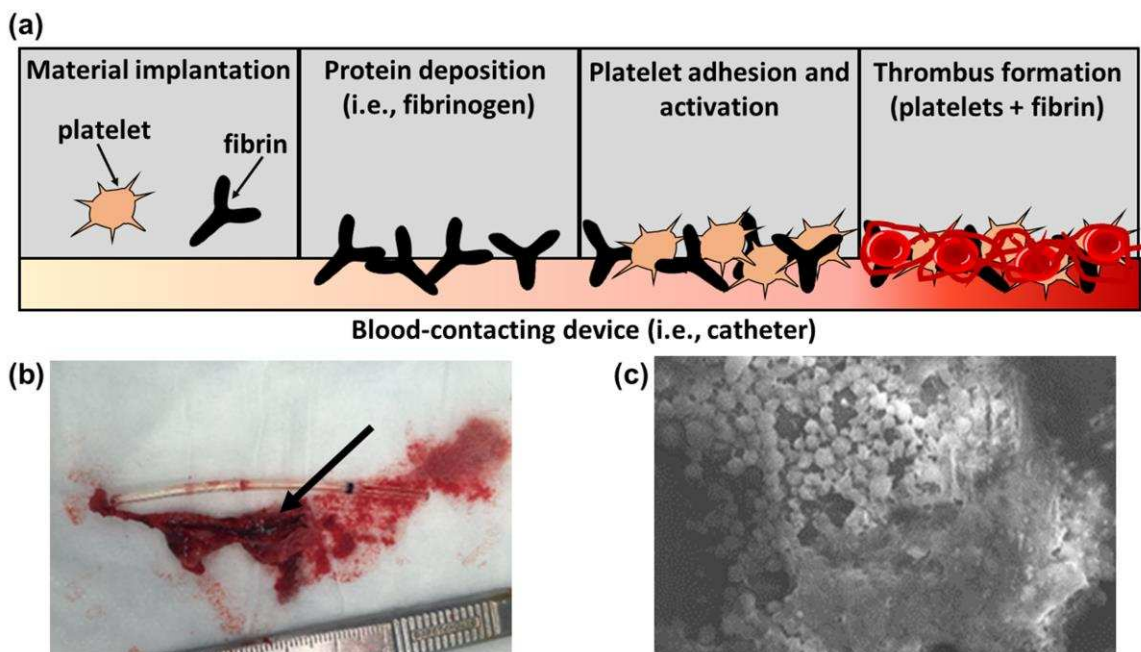 (a)
Material implantation
platelet
fibrin
Protein deposition
(i.e., fibrinogen)
Platelet adhesion and
activation
Thrombus formation
(platelets + fibrin)
Blood-contacting device (i.e., catheter)
(b)
(c)